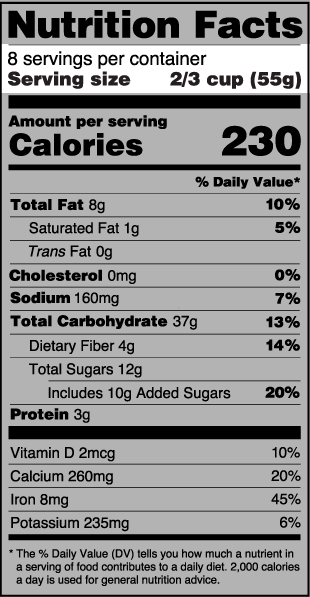 Nutrition Facts
8 servings per container
Serving size 2/3 cup (55g)
Amount per serving
Calories 230
% Daily Value*
Total Fat 8g 10%
Saturated Fat 1g 5%
Trans Fat 0g
Cholesterol 0mg 0%
Sodium 160mg 7%
Total Carbohydrate 37g 13%
Dietary Fiber 4g 14%
Total Sugars 12g
Includes 10g Added Sugars 20%
Protein 3g
Vitamin D 2mcg 10%
Calcium 260mg 20%
Iron 8mg 45%
Potassium 235mg 6%
* The % Daily Value (DV) tells you how much a nutrient in
a serving of food contributes to a daily diet. 2,000 calories
a day is used for general nutrition advice.